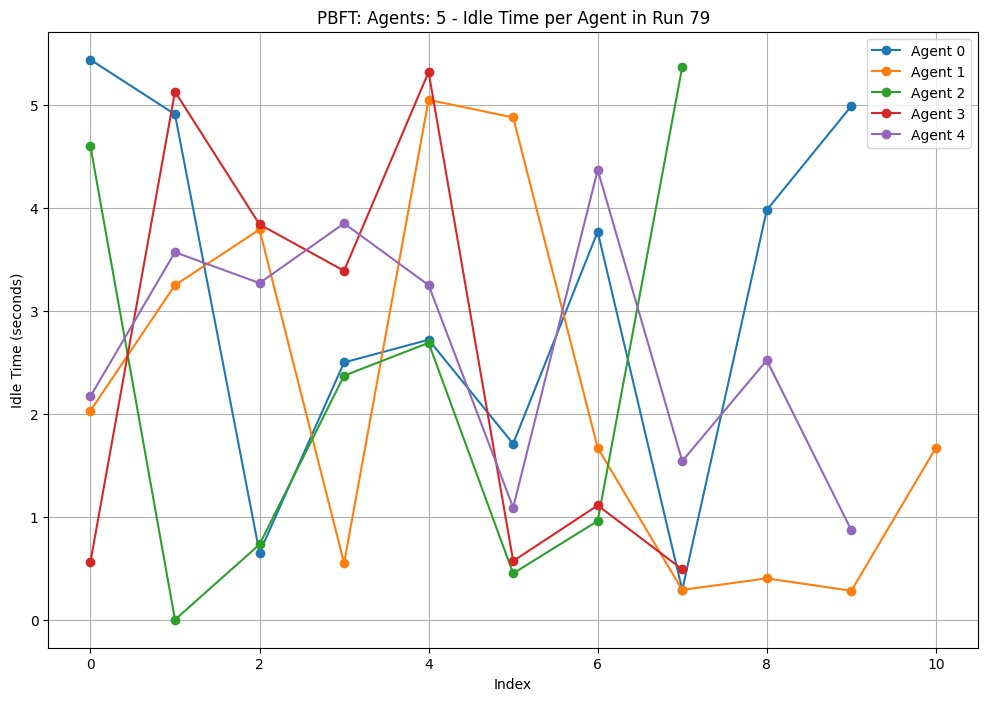 PBFT: Agents: 5 - Idle Time per Agent in Run 79
Agent 0
Agent 1
Agent 2
Agent 3
Agent 4
Idle Time (seconds)
5
4
3
2
1
0
0 2 4 6 8 10
Index